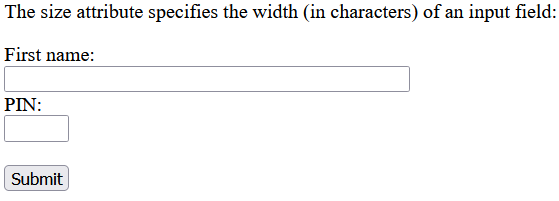 The size attribute specifies the width (in characters) of an input field:
First name:
PIN:
Submit